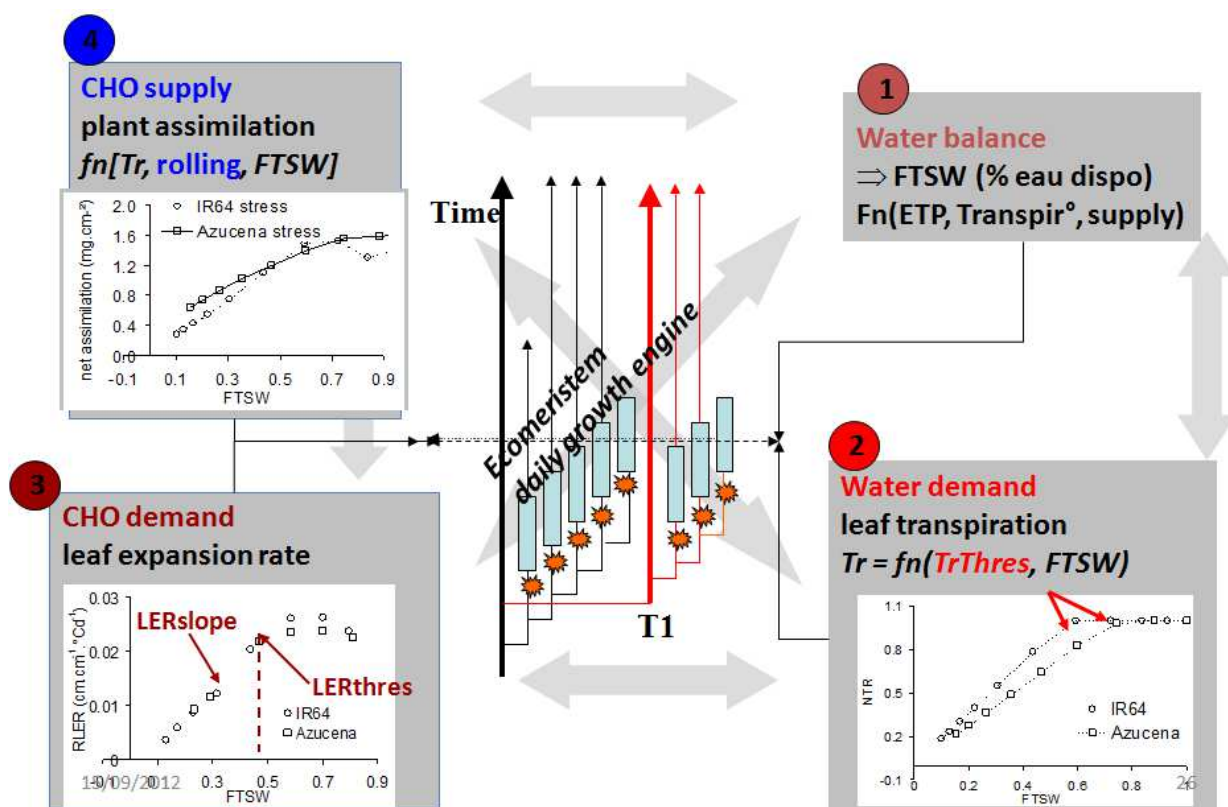 4
CHO supply
plant assimilation
fn[Tr, rolling, FTSW]
net assimilation (mg.cm-²)
2.0
1.6
1.2
0.8
0.4
0.0
IR64 stress
Azucena stress
-0.1 0.1 0.3 0.5 0.7 0.9
FTSW
1
Water balance
⇒ FTSW (% eau dispo)
Fn(ETP, Transpir°, supply)
Time
Ecomeristem
daily growth engine
T1
3
CHO demand
leaf expansion rate
RLER (cm cm⁻¹ °Cd⁻¹)
0.03
0.02
0.01
0
LERslope
LERthres
IR64
Azucena
-0.1 0.1 0.3 0.5 0.7 0.9
FTSW
15/09/2012
2
Water demand
leaf transpiration
Tr = fn(TrThres, FTSW)
NTR
1.1
0.8
0.5
0.2
-0.1
IR64
Azucena
0 0.2 0.4 0.6 0.8 1
FTSW
26